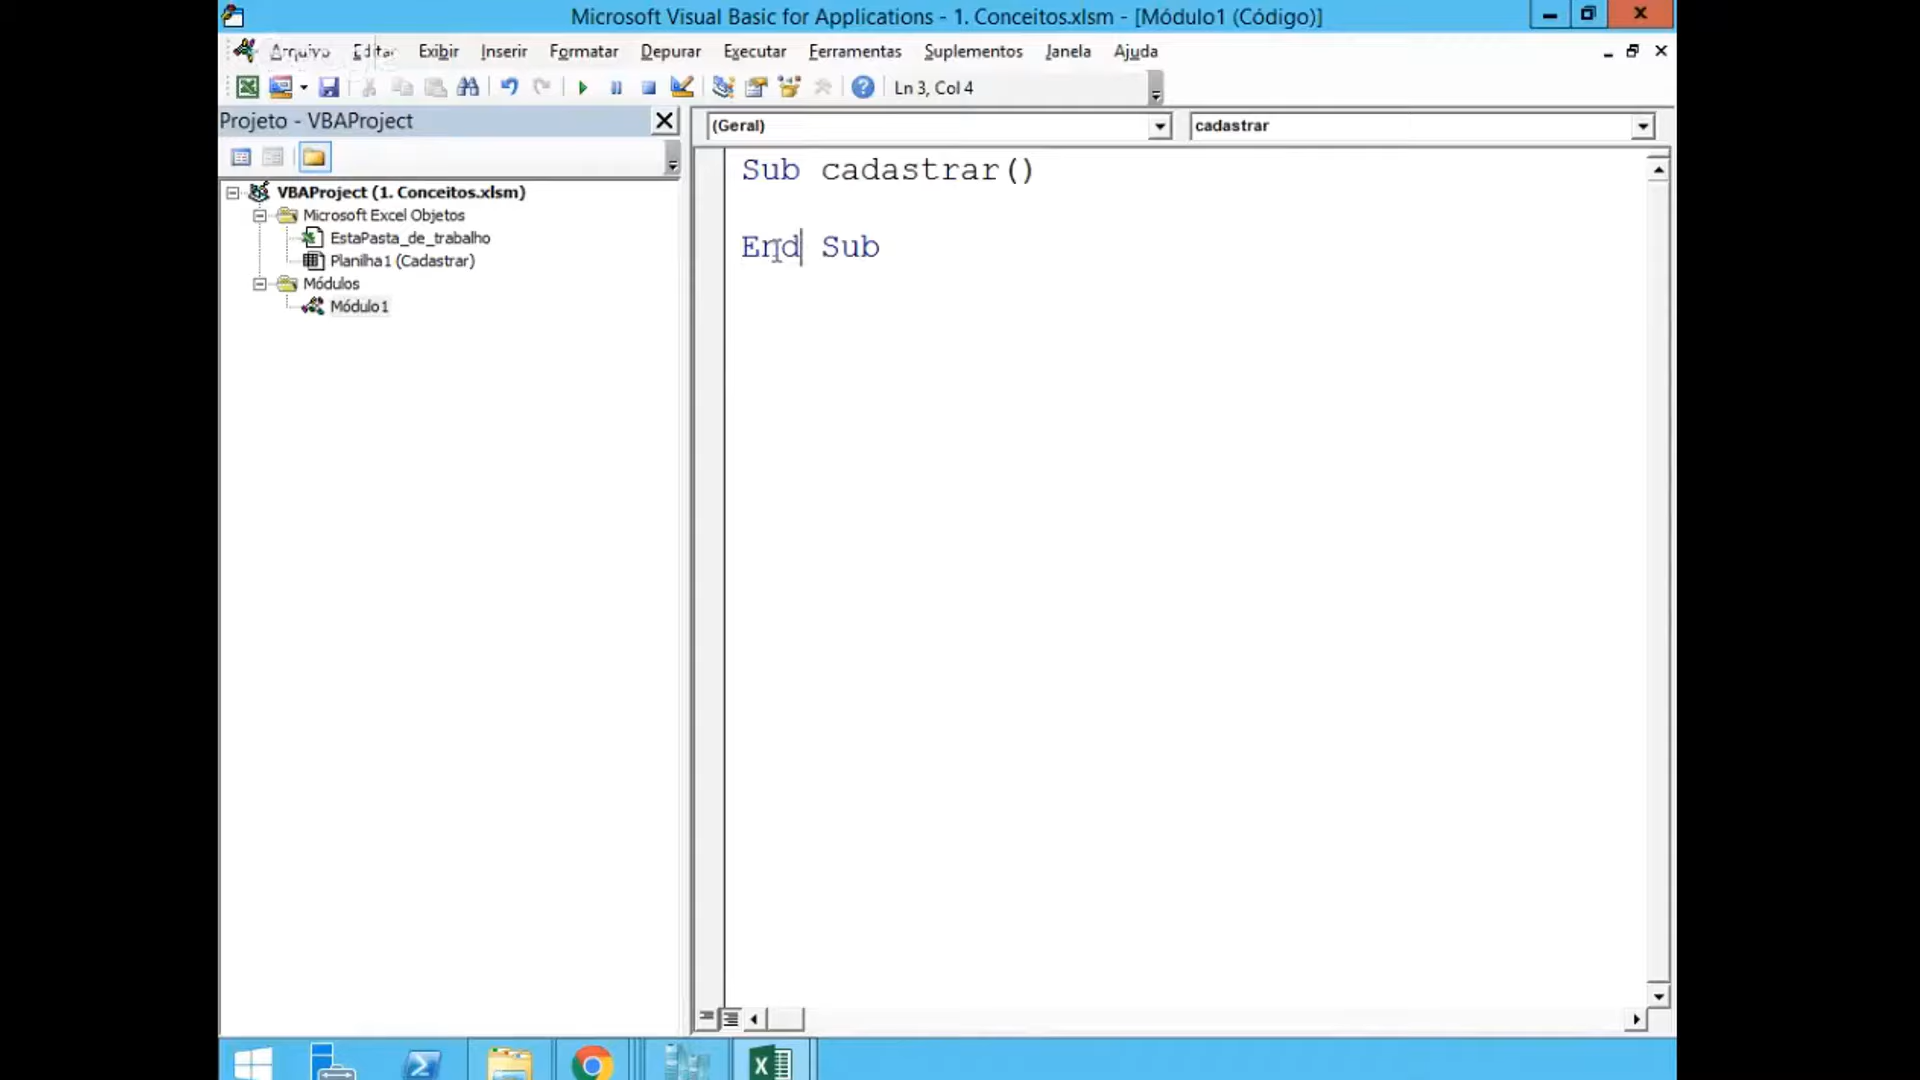 Microsoft Visual Basic for Applications - 1. Conceitos.xlsm - [Módulo1 (Código)]
Arquivo Editar Exibir Inserir Formatar Depurar Executar Ferramentas Suplementos Janela Ajuda
Ln 3, Col 4
Projeto - VBAProject
(Geral)
cadastrar
VBAProject (1. Conceitos.xlsm)
Microsoft Excel Objetos
EstaPasta_de_trabalho
Planilha1 (Cadastrar)
Módulos
Módulo1
Sub cadastrar()
End Sub